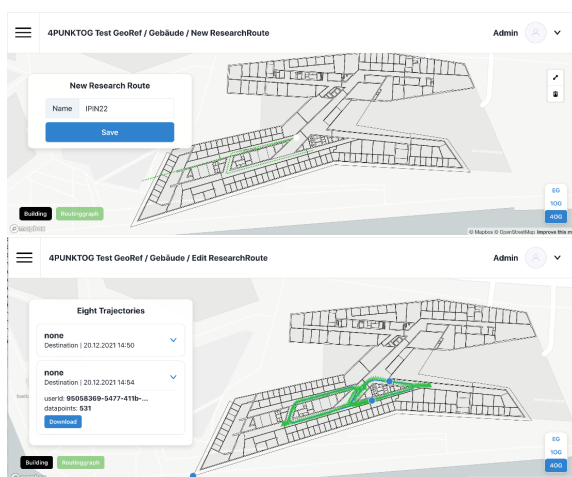 4PUNKTOG Test GeoRef / Gebäude / New ResearchRoute
Admin
New Research Route
Name IPIN22
Save
EG
1OG
4OG
Building Routinggraph
mapbox
© Mapbox © OpenStreetMap Improve this m
4PUNKTOG Test GeoRef / Gebäude / Edit ResearchRoute
Admin
Eight Trajectories
none
Destination | 20.12.2021 14:50
none
Destination | 20.12.2021 14:54
userId: 95058369-5477-411b-...
datapoints: 531
Download
EG
1OG
4OG
Building Routinggraph